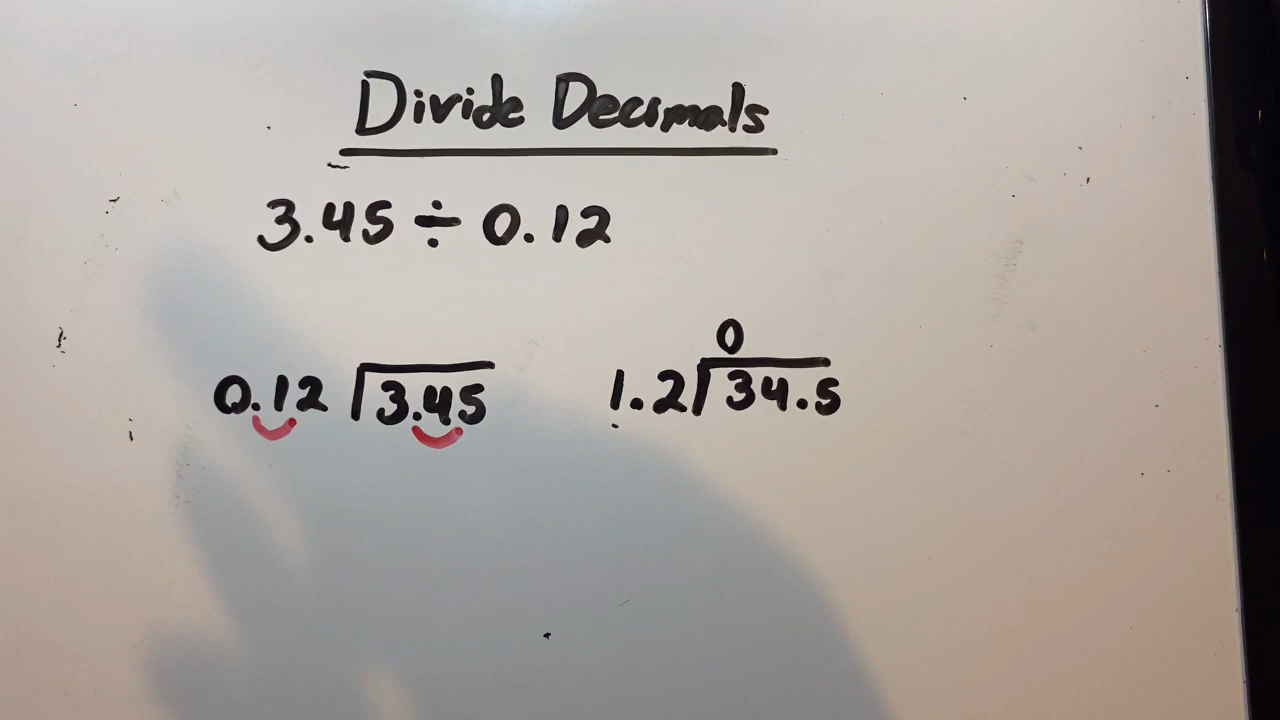 Divide Decimals
3.45 ÷ 0.12
0.12 ⟌ 3.45
0
1.2 ⟌ 34.5